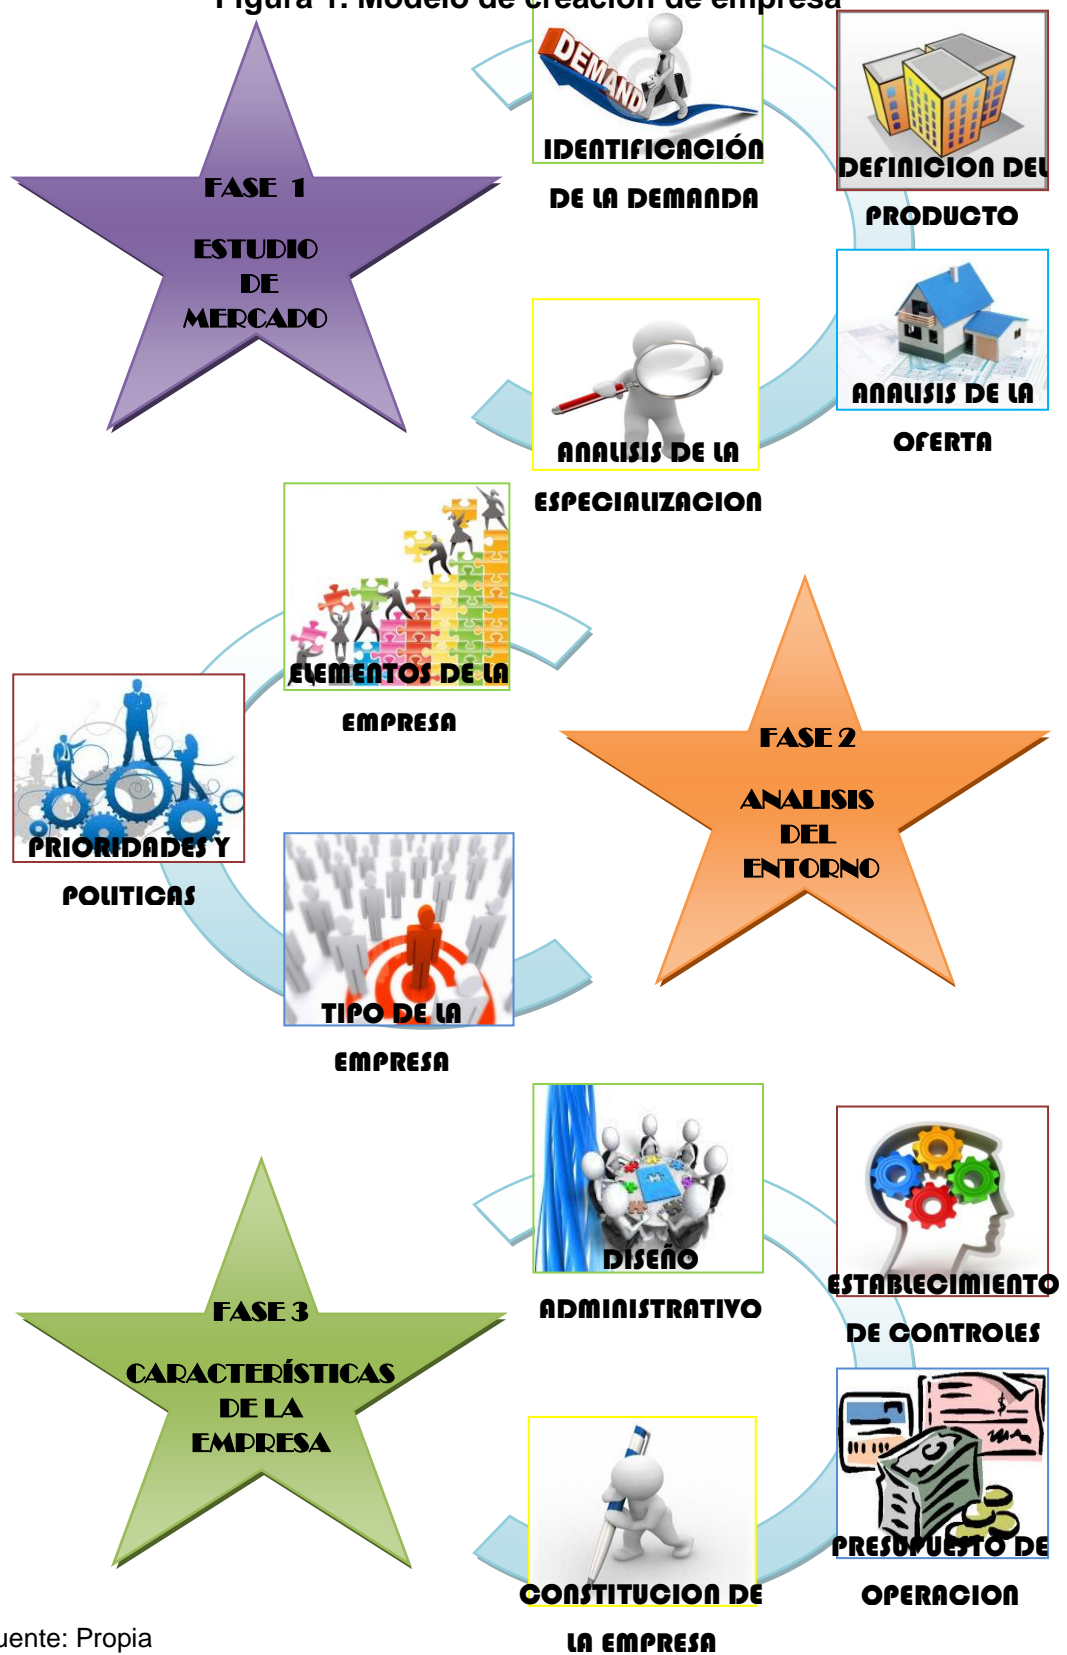 Figura 1. Modelo de creación de empresa
DEMAND
FASE 1
ESTUDIO
DE
MERCADO
IDENTIFICACIÓN
DE LA DEMANDA
DEFINICION DEL
PRODUCTO
ANALISIS DE LA
OFERTA
ANALISIS DE LA
ESPECIALIZACION
ELEMENTOS DE LA
EMPRESA
PRIORIDADES Y
POLITICAS
TIPO DE LA
EMPRESA
FASE 2
ANALISIS
DEL
ENTORNO
FASE 3
CARACTERÍSTICAS
DE LA
EMPRESA
DISEÑO
ADMINISTRATIVO
ESTABLECIMIENTO
DE CONTROLES
$
PRESUPUESTO DE
OPERACION
CONSTITUCION DE
LA EMPRESA
uente: Propia